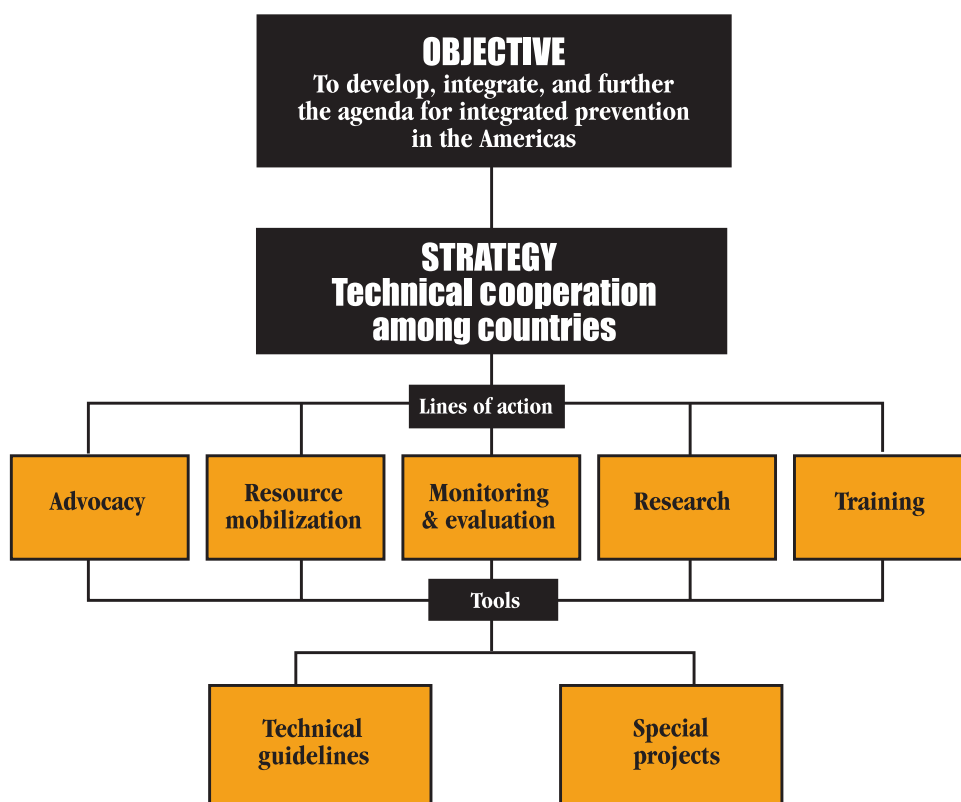 OBJECTIVE
To develop, integrate, and further
the agenda for integrated prevention
in the Americas
STRATEGY
Technical cooperation
among countries
Lines of action
Advocacy
Resource
mobilization
Monitoring
& evaluation
Research
Training
Tools
Technical
guidelines
Special
projects